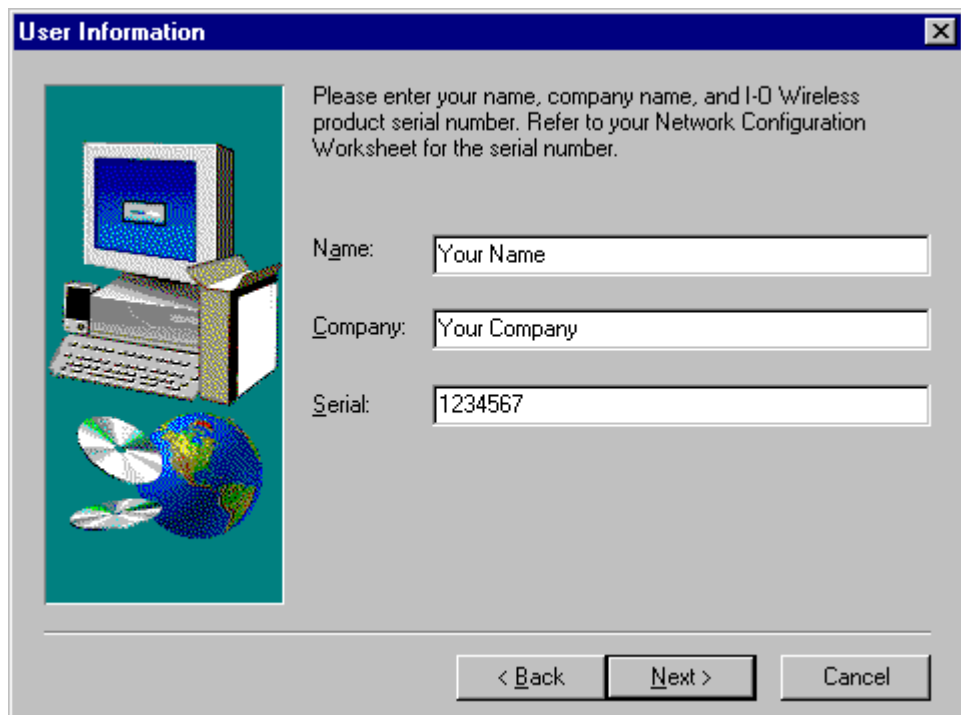 User Information
Please enter your name, company name, and I-O Wireless
product serial number. Refer to your Network Configuration
Worksheet for the serial number.
Name: Your Name
Company: Your Company
Serial: 1234567
< Back Next > Cancel